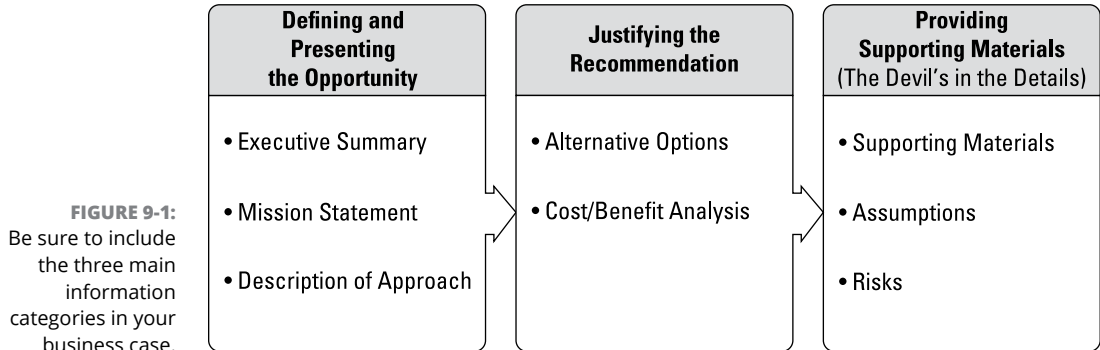 Defining and
Presenting
the Opportunity
• Executive Summary
• Mission Statement
• Description of Approach
Justifying the
Recommendation
• Alternative Options
• Cost/Benefit Analysis
Providing
Supporting Materials
(The Devil's in the Details)
• Supporting Materials
• Assumptions
• Risks
FIGURE 9-1:
Be sure to include
the three main
information
categories in your
business case.